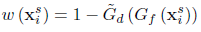 w (x_i^s) = 1 − G̃_d (G_f (x_i^s))